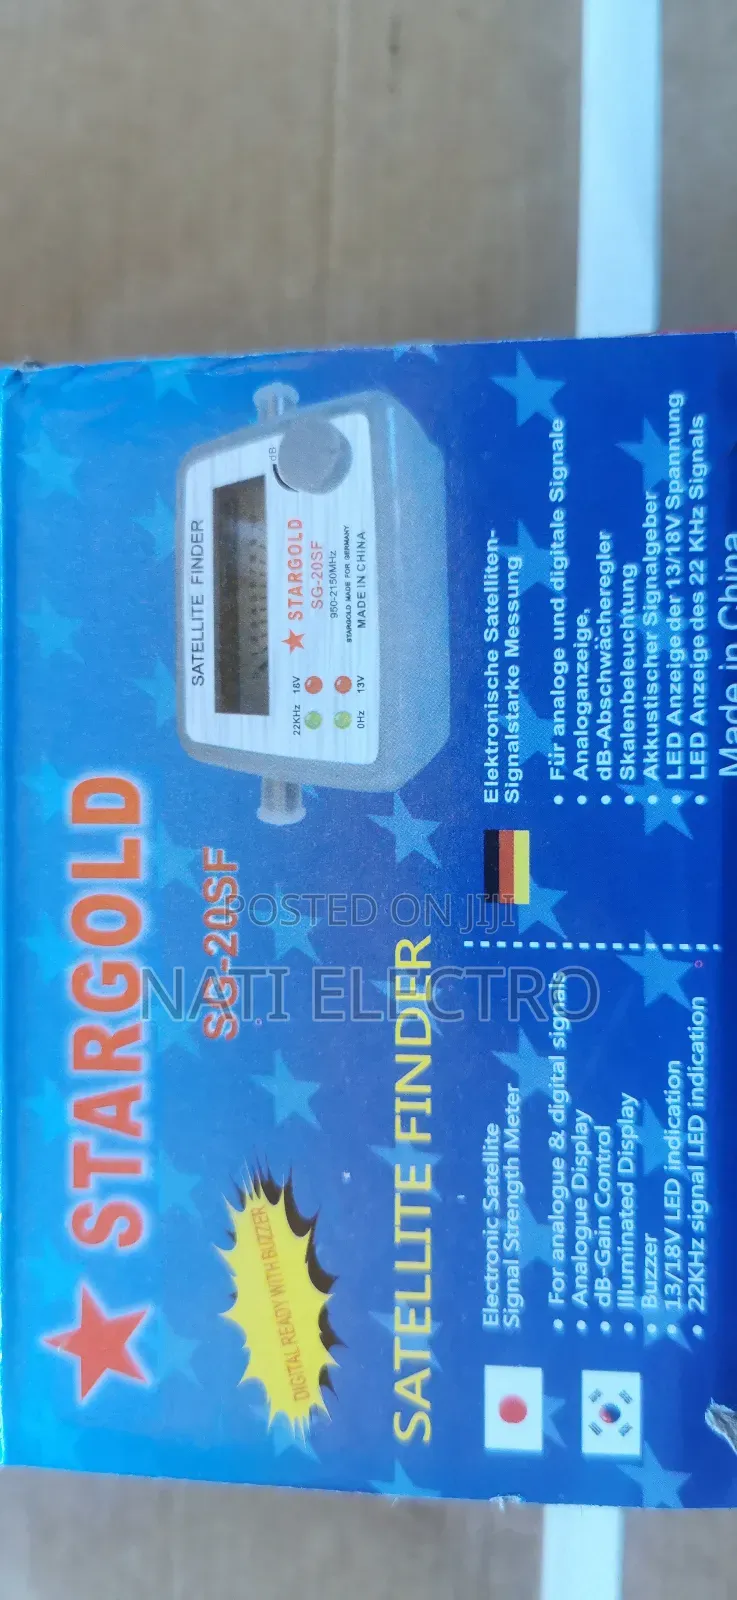 STARGOLD
SG-20SF
DIGITAL READY WITH BUZZER
SATELLITE FINDER
SATELLITE FINDER
dB
STARGOLD
SG-20SF
950-2150MHz
STARGOLD MADE FOR GERMANY
MADE IN CHINA
22KHz 18V
0Hz 13V
Electronic Satellite
Signal Strength Meter
• For analogue & digital signals
• Analogue Display
• dB-Gain Control
• Illuminated Display
• Buzzer
• 13/18V LED indication
• 22KHz signal LED indication
Elektronische Satelliten-
Signalstarke Messung
• Für analoge und digitale Signale
• Analoganzeige,
• dB-Abschwächeregler
• Skalenbeleuchtung
• Akkustischer Signalgeber
• LED Anzeige der 13/18V Spannung
• LED Anzeige des 22 KHz Signals
Made in China
POSTED ON JIJI
NATI ELECTRO